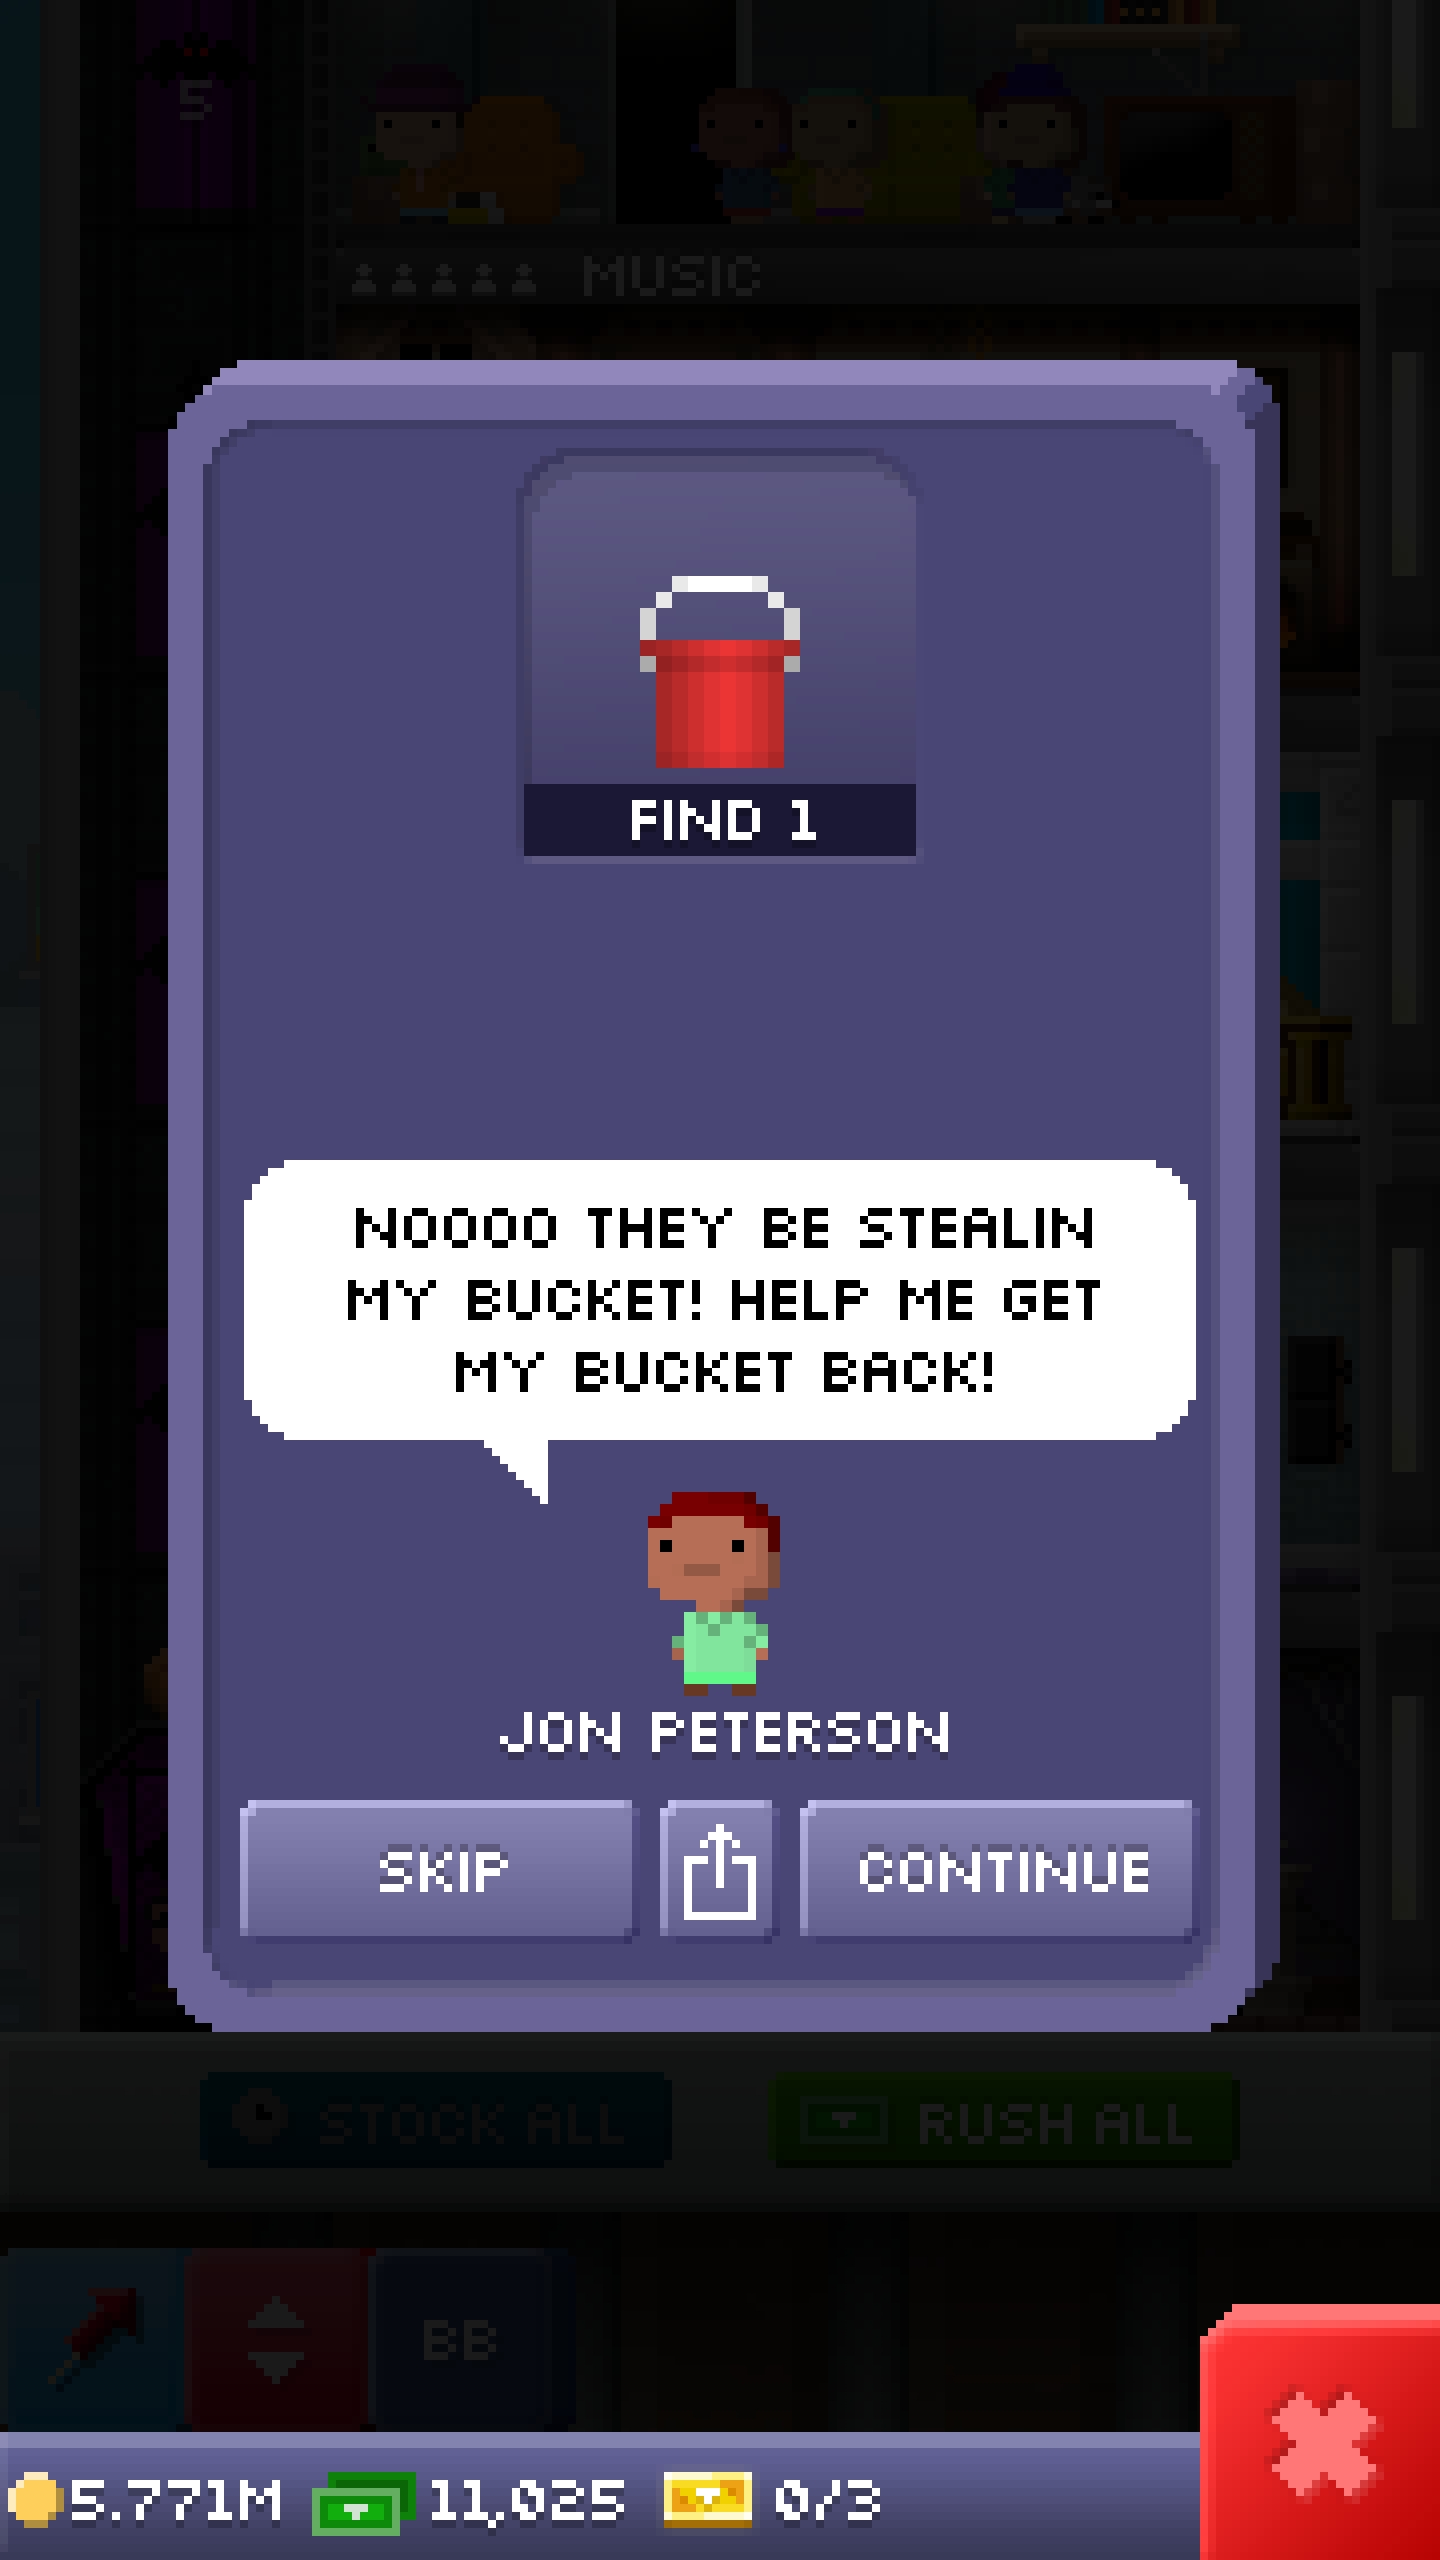 5
MUSIC
FIND 1
NOOOO THEY BE STEALIN
MY BUCKET! HELP ME GET
MY BUCKET BACK!
JON PETERSON
SKIP
CONTINUE
STOCK ALL
RUSH ALL
BB
5.771M
11,025
0/3